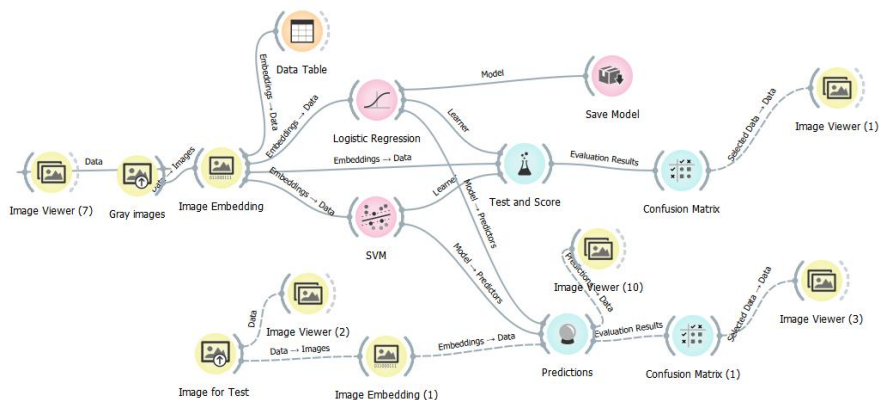 Data Table
Embeddings → Data
Model
Save Model
Embeddings → Data
Logistic Regression
Learner
Selected Data → Data
Image Viewer (1)
Data
Data → Images
Image Viewer (7)
Gray images
Image Embedding
Embeddings → Data
Test and Score
Evaluation Results
Confusion Matrix
Embeddings → Data
Learner
SVM
Model → Predictors
Model → Predictors
Predictions → Data
Image Viewer (10)
Data
Image Viewer (2)
Data → Images
Image for Test
Image Embedding (1)
Embeddings → Data
Predictions
Evaluation Results
Confusion Matrix (1)
Selected Data → Data
Image Viewer (3)